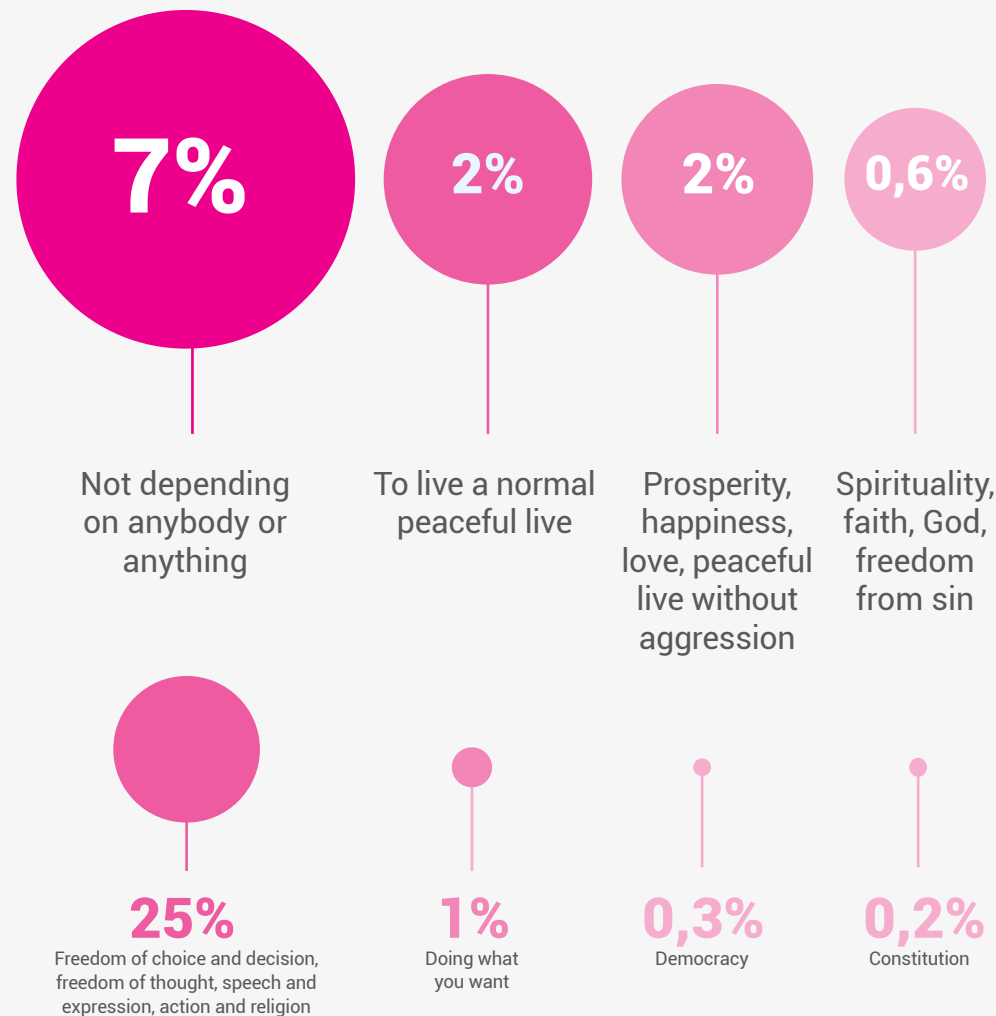 7%
2%
2%
0,6%
Not depending
on anybody or
anything
To live a normal
peaceful live
Prosperity,
happiness,
love, peaceful
live without
aggression
Spirituality,
faith, God,
freedom
from sin
25%
Freedom of choice and decision,
freedom of thought, speech and
expression, action and religion
1%
Doing what
you want
0,3%
Democracy
0,2%
Constitution